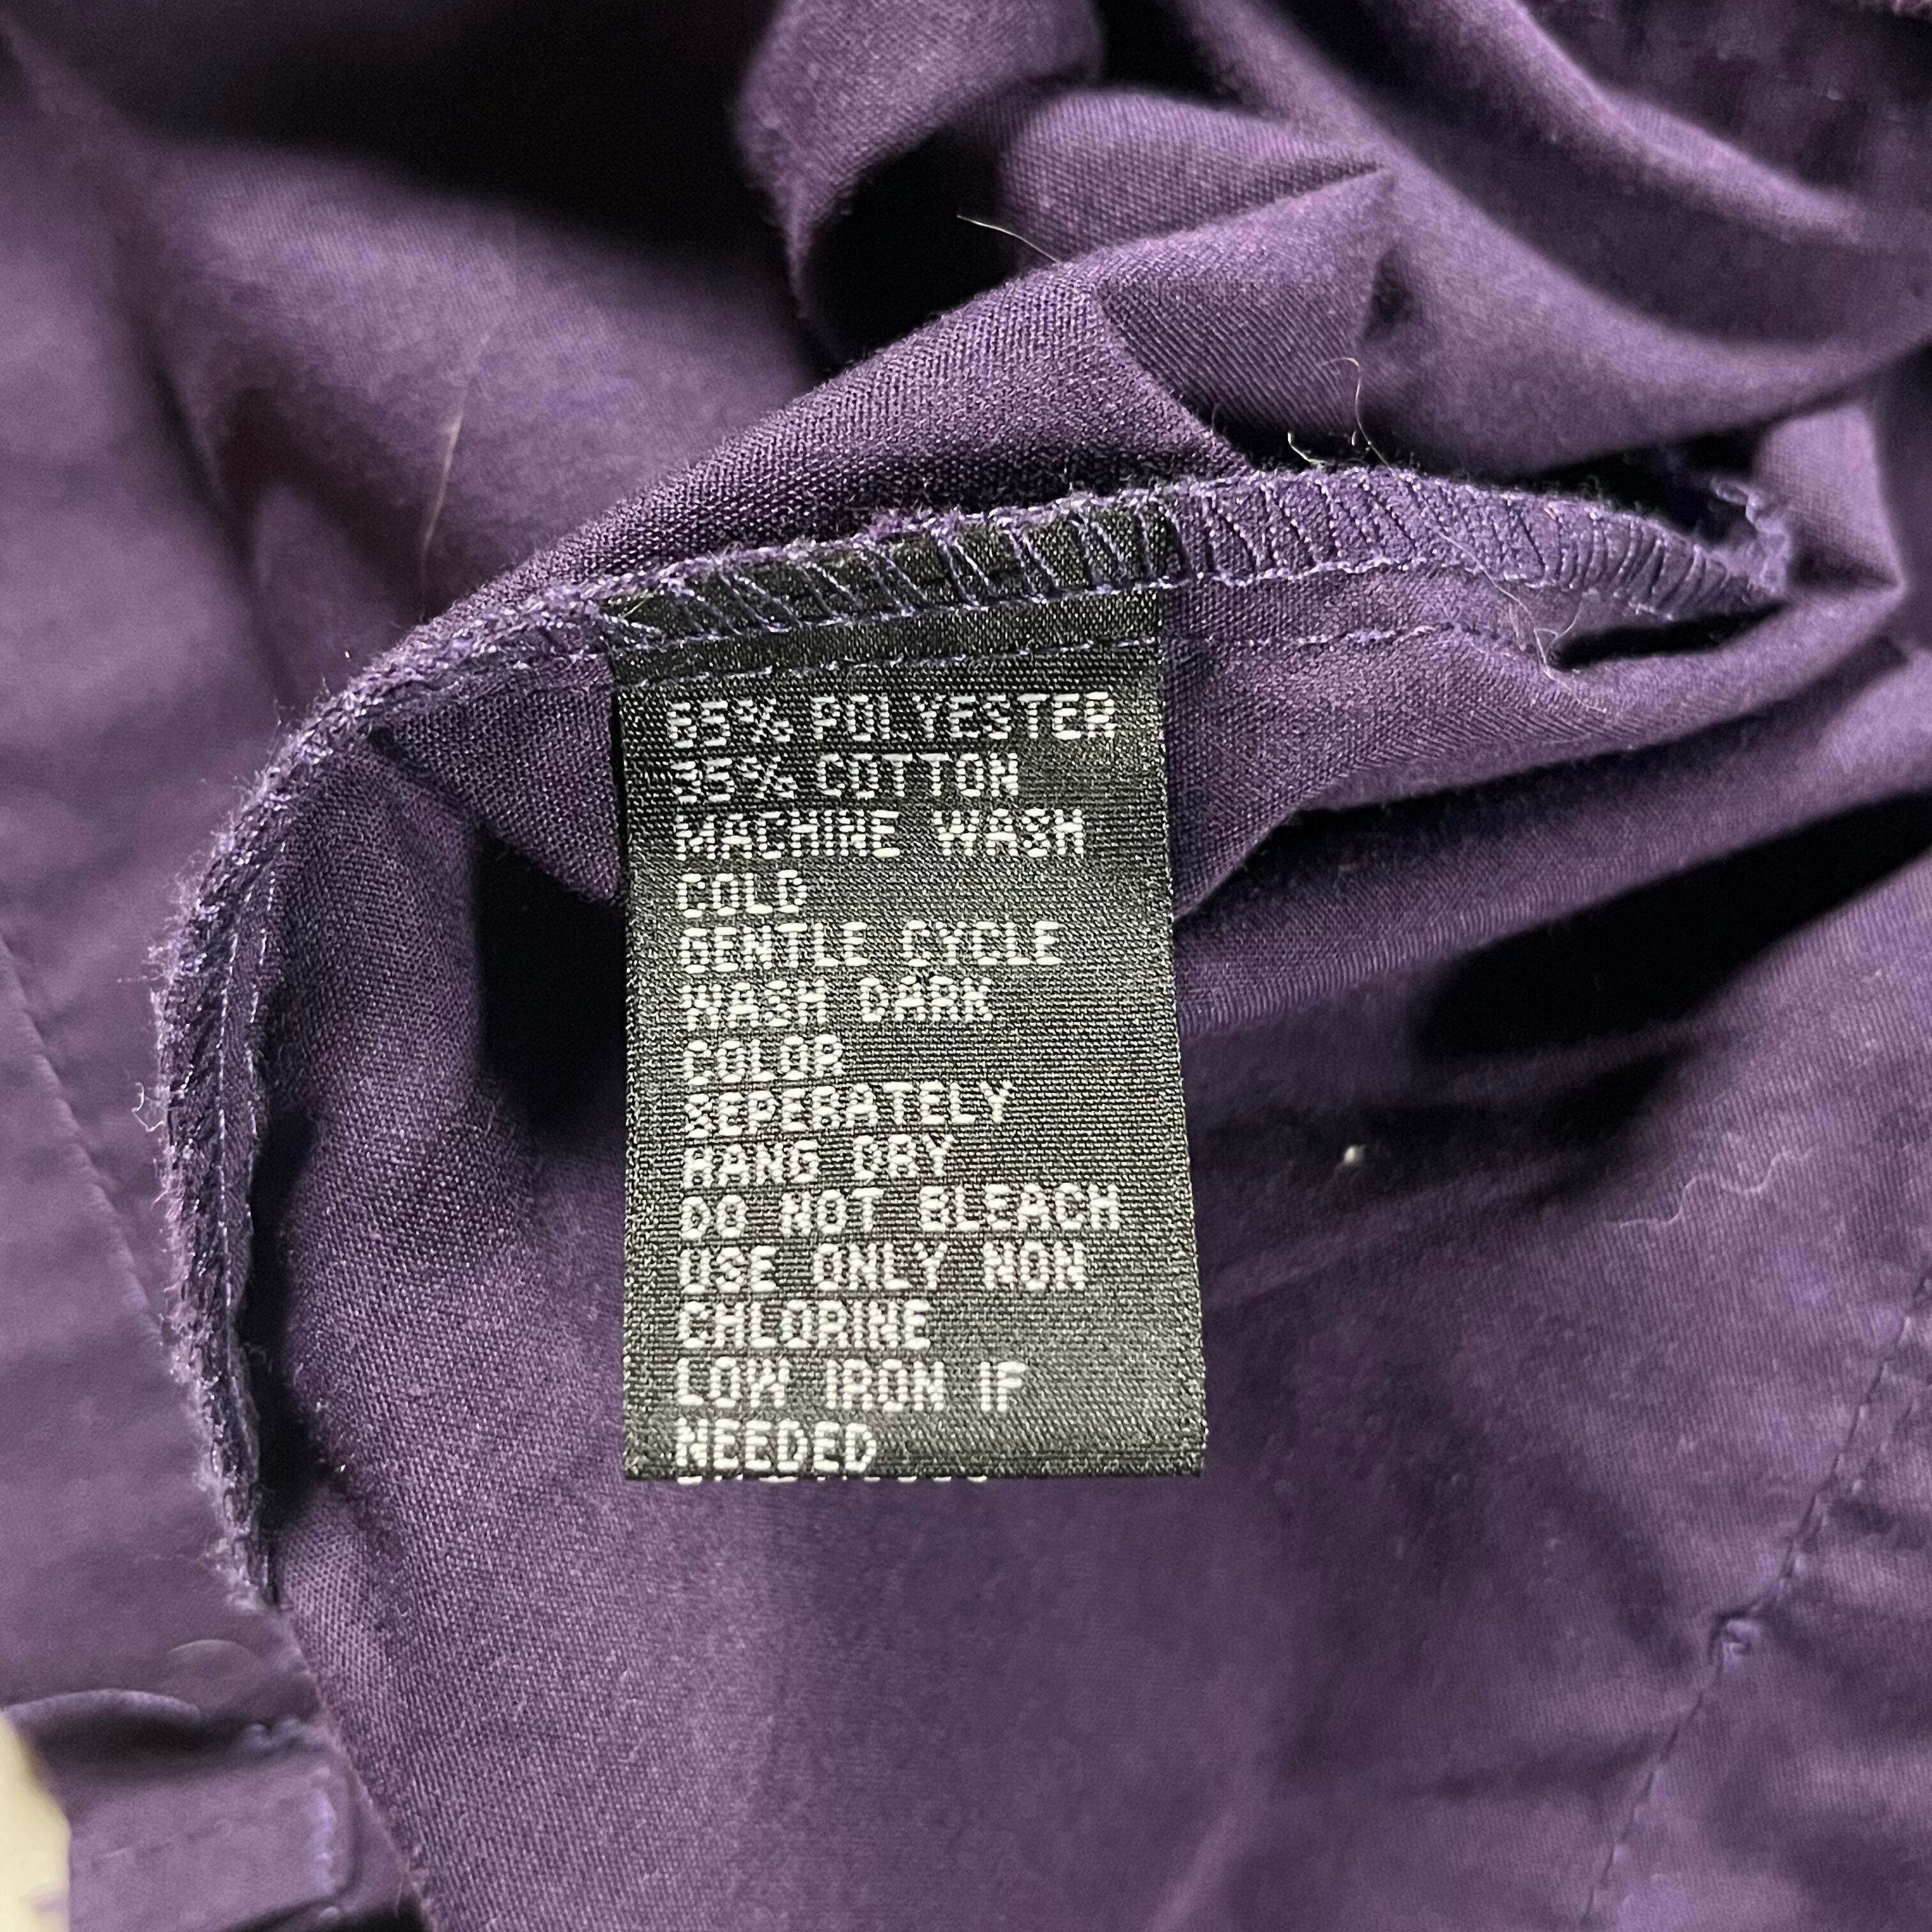 65% POLYESTER
35% COTTON
MACHINE WASH
COLD
GENTLE CYCLE
WASH DARK
COLOR
SEPERATELY
HANG DRY
DO NOT BLEACH
USE ONLY NON
CHLORINE
LOW IRON IF
NEEDED